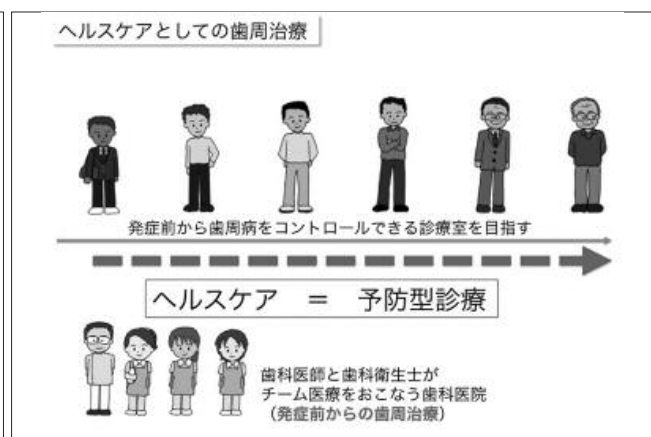 ヘルスケアとしての歯周治療
発症前から歯周病をコントロールできる診療室を目指す
ヘルスケア ＝ 予防型診療
歯科医師と歯科衛生士が
チーム医療をおこなう歯科医院
（発症前からの歯周治療）